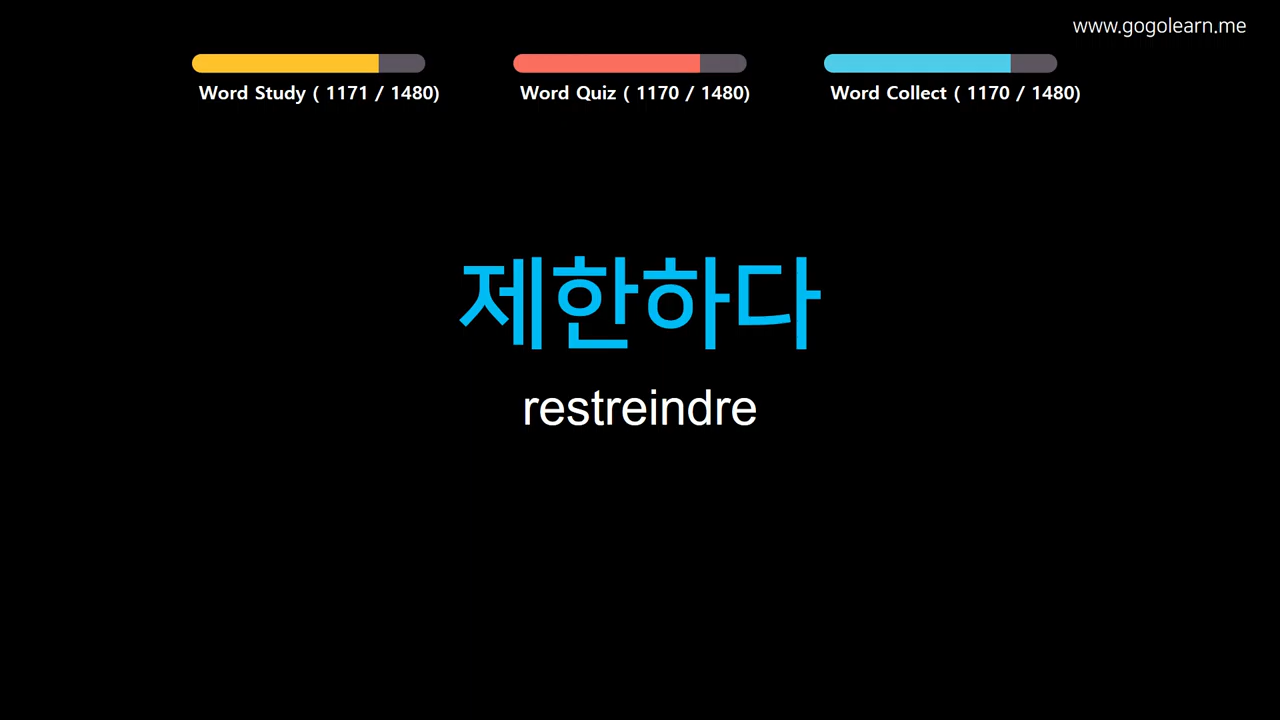 www.gogolearn.me
Word Study ( 1171 / 1480)
Word Quiz ( 1170 / 1480)
Word Collect ( 1170 / 1480)
제한하다
restreindre